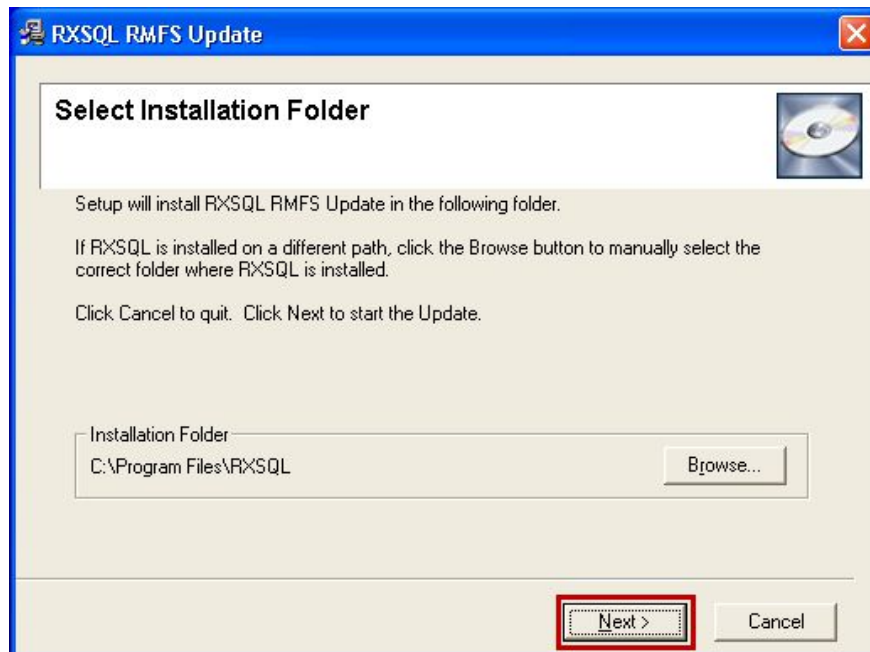 RXSQL RMFS Update
Select Installation Folder
Setup will install RXSQL RMFS Update in the following folder.
If RXSQL is installed on a different path, click the Browse button to manually select the
correct folder where RXSQL is installed.
Click Cancel to quit.  Click Next to start the Update.
Installation Folder
C:\Program Files\RXSQL
Browse...
Next >
Cancel